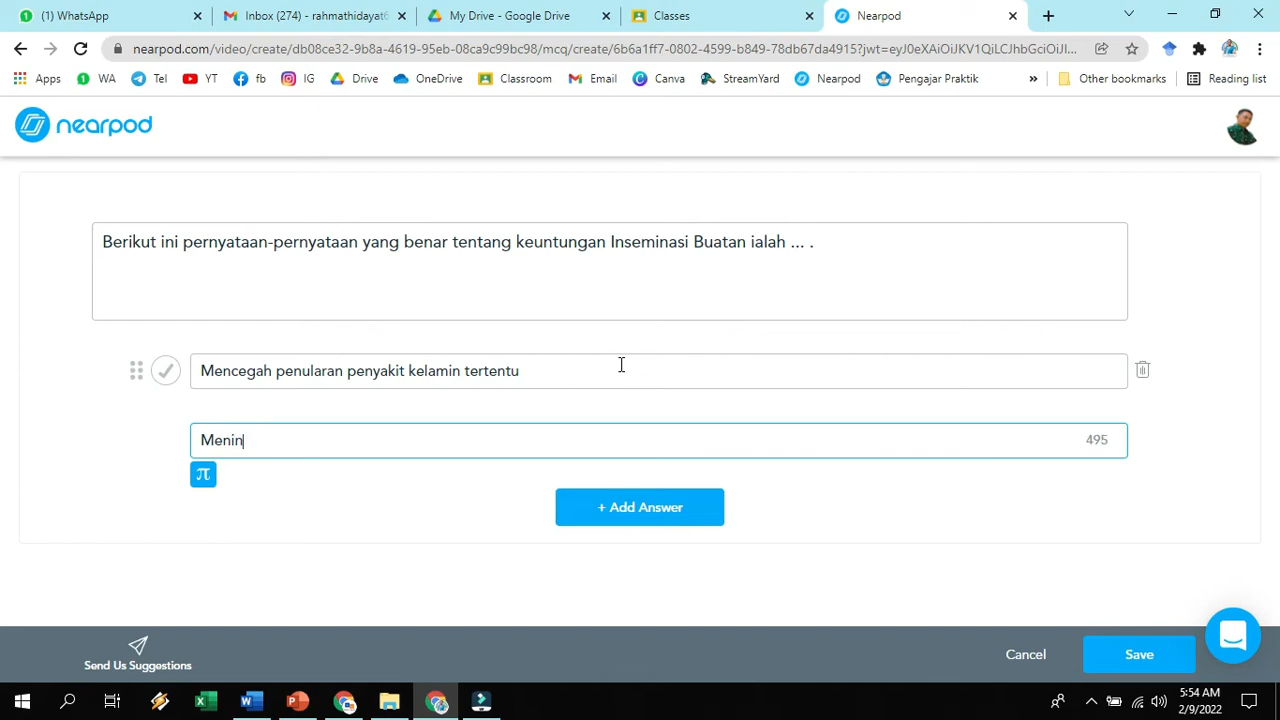 (1) WhatsApp
Inbox (274) - rahmathidayat6
My Drive - Google Drive
Classes
Nearpod
nearpod.com/video/create/db08ce32-9b8a-4619-95eb-08ca9c99bc98/mcq/create/6b6a1ff7-0802-4599-b849-78db67da4915?jwt=eyJ0eXAiOiJKV1QiLCJhbGciOiJI...
Apps WA Tel YT fb IG Drive OneDrive Classroom Email Canva StreamYard Nearpod Pengajar Praktik » Other bookmarks Reading list
nearpod
Berikut ini pernyataan-pernyataan yang benar tentang keuntungan Inseminasi Buatan ialah ... .
Mencegah penularan penyakit kelamin tertentu
Menin 495
π
+ Add Answer
Send Us Suggestions
Cancel
Save
5:54 AM
2/9/2022